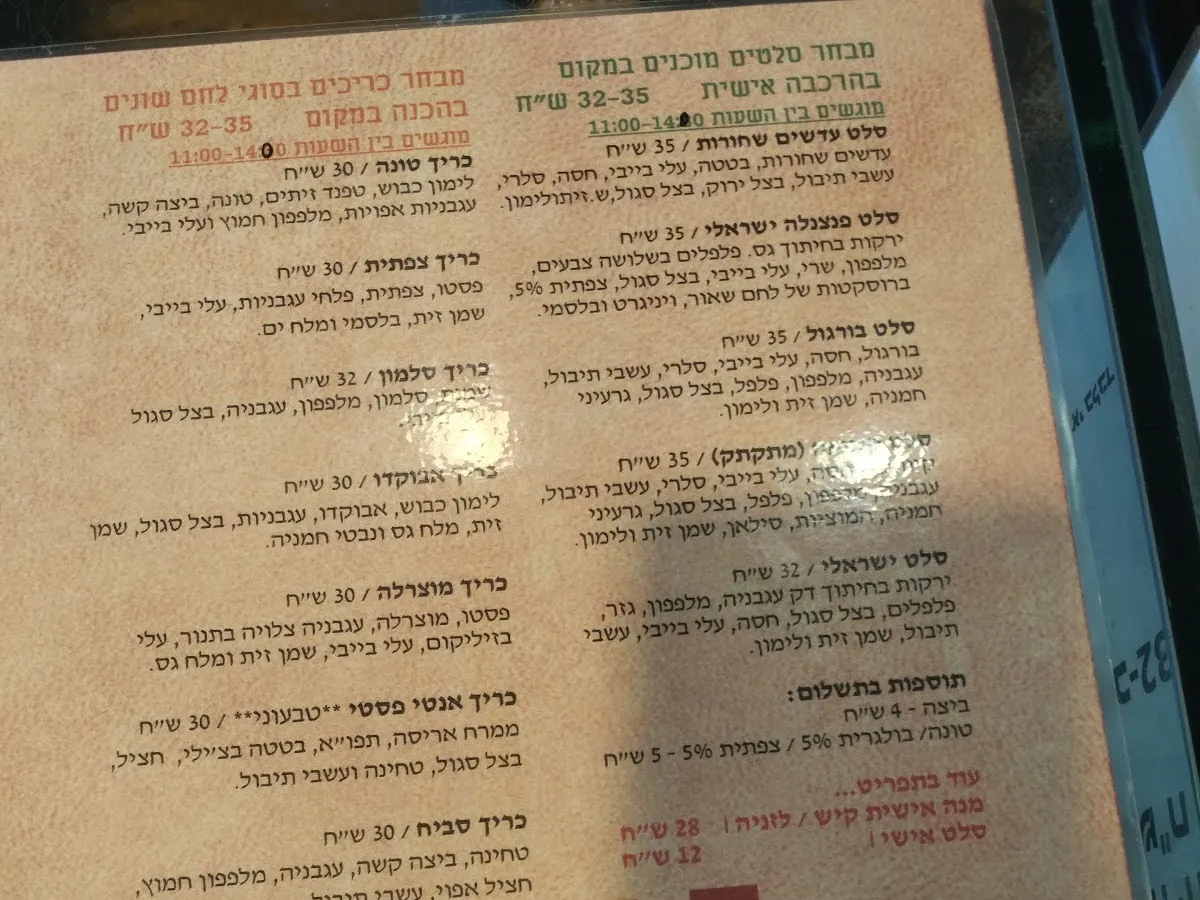 מבחר סלטים מוכנים במקום
בהרכבה אישית 32-35 ש״ח
מוגשים בין השעות 11:00-14:00
סלט עדשים שחורות / 35 ש״ח
עדשים שחורות, בטטה, עלי בייבי, חסה, סלרי,
עשבי תיבול, בצל ירוק, בצל סגול,ש.זיתולימון.
סלט פנצנלה ישראלי / 35 ש״ח
ירקות בחיתוך גס. פלפלים בשלושה צבעים,
מלפפון, שרי, עלי בייבי, בצל סגול, צפתית 5%,
ברוסקטות של לחם שאור, ויניגרט ובלסמי.
סלט בורגול / 35 ש״ח
בורגול, חסה, עלי בייבי, סלרי, עשבי תיבול,
עגבניה, מלפפון, פלפל, בצל סגול, גרעיני
חמניה, שמן זית ולימון.
סלט (מתקתק) / 35 ש״ח
חסה, עלי בייבי, סלרי, עשבי תיבול,
עגבניה, מלפפון, פלפל, בצל סגול, גרעיני
חמניה, חמוציות, סילאן, שמן זית ולימון.
סלט ישראלי / 32 ש״ח
ירקות בחיתוך דק עגבניה, מלפפון, גזר,
פלפלים, בצל סגול, חסה, עלי בייבי, עשבי
תיבול, שמן זית ולימון.
תוספות בתשלום:
ביצה - 4 ש״ח
טונה/ בולגרית 5% / צפתית 5% - 5 ש״ח
עוד בתפריט...
מנה אישית קיש / לזניה | 28 ש״ח
סלט אישי | 12 ש״ח
מבחר כריכים בסוגי לחם שונים
בהכנה במקום 32-35 ש״ח
מוגשים בין השעות 11:00-14:00
כריך טונה / 30 ש״ח
לימון כבוש, טפנד זיתים, טונה, ביצה קשה,
עגבניות אפויות, מלפפון חמוץ ועלי בייבי.
כריך צפתית / 30 ש״ח
פסטו, צפתית, פלחי עגבניות, עלי בייבי,
שמן זית, בלסמי ומלח ים.
כריך סלמון / 32 ש״ח
שמנת, סלמון, מלפפון, עגבניה, בצל סגול
כריך אבוקדו / 30 ש״ח
לימון כבוש, אבוקדו, עגבניות, בצל סגול, שמן
זית, מלח גס ונבטי חמניה.
כריך מוצרלה / 30 ש״ח
פסטו, מוצרלה, עגבניה צלויה בתנור, עלי
בזיליקום, עלי בייבי, שמן זית ומלח גס.
כריך אנטי פסטי **טבעוני** / 30 ש״ח
ממרח אריסה, תפו״א, בטטה בצ׳ילי, חציל,
בצל סגול, טחינה ועשבי תיבול.
כריך סביח / 30 ש״ח
טחינה, ביצה קשה, עגבניה, מלפפון חמוץ,
חציל אפוי, עשבי תיבול